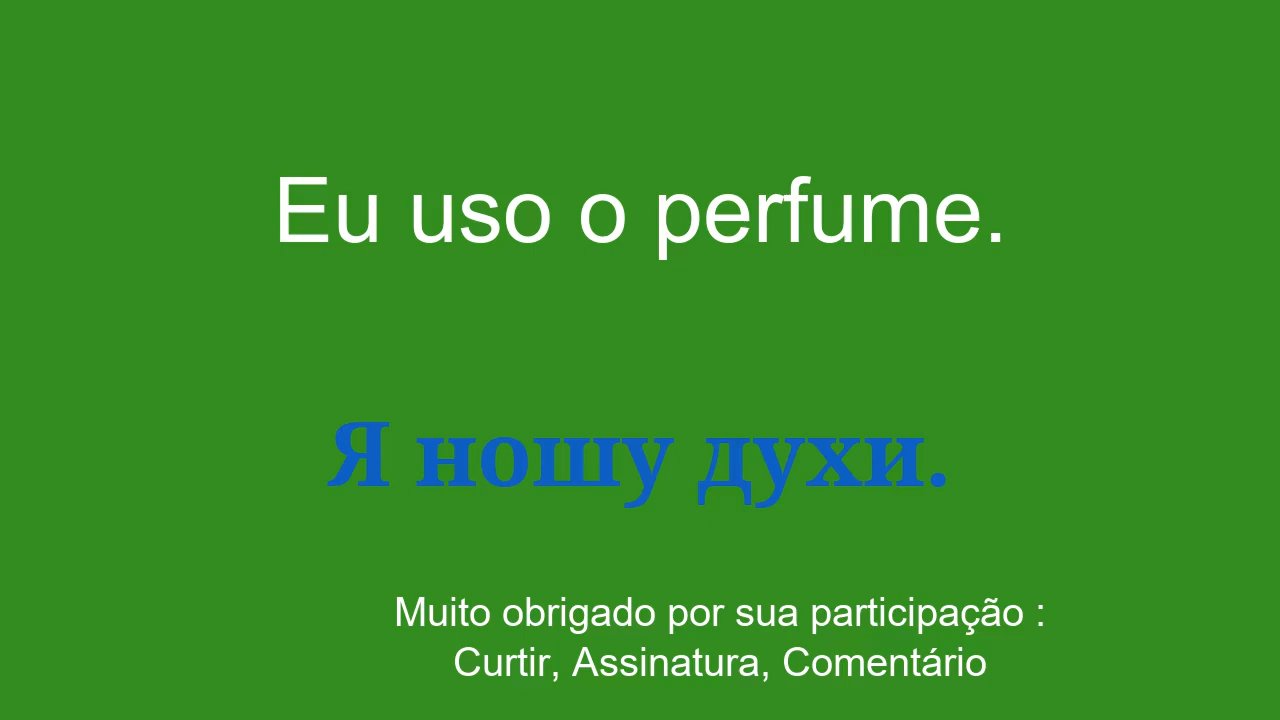 Eu uso o perfume.
Я ношу духи.
Muito obrigado por sua participação :
Curtir, Assinatura, Comentário